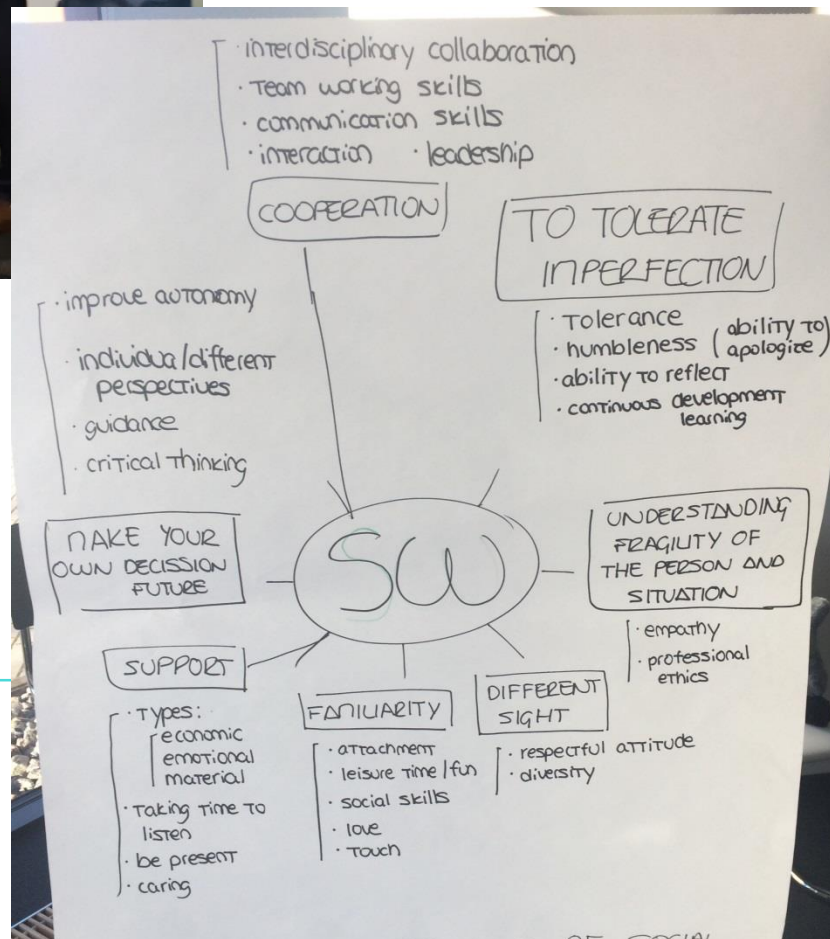 · interdisciplinary collaboration
· Team working skills
· communication skills
· interaction · leadership
COOPERATION
TO TOLERATE
INPERFECTION
· Tolerance
· humbleness (ability to apologize)
· ability to reflect
· continuous development
learning
· improve autonomy
· individual/different
perspectives
· guidance
· critical thinking
MAKE YOUR
OWN DECISSION
FUTURE
SW
UNDERSTANDING
FRAGILITY OF
THE PERSON AND
SITUATION
· empathy
· professional
ethics
SUPPORT
· Types:
economic
emotional
material
· Taking time to
listen
· be present
· caring
FAMILIARITY
· attachment
· leisure time/fun
· social skills
· love
· touch
DIFFERENT
SIGHT
· respectful attitude
· diversity
OF SOCIAL